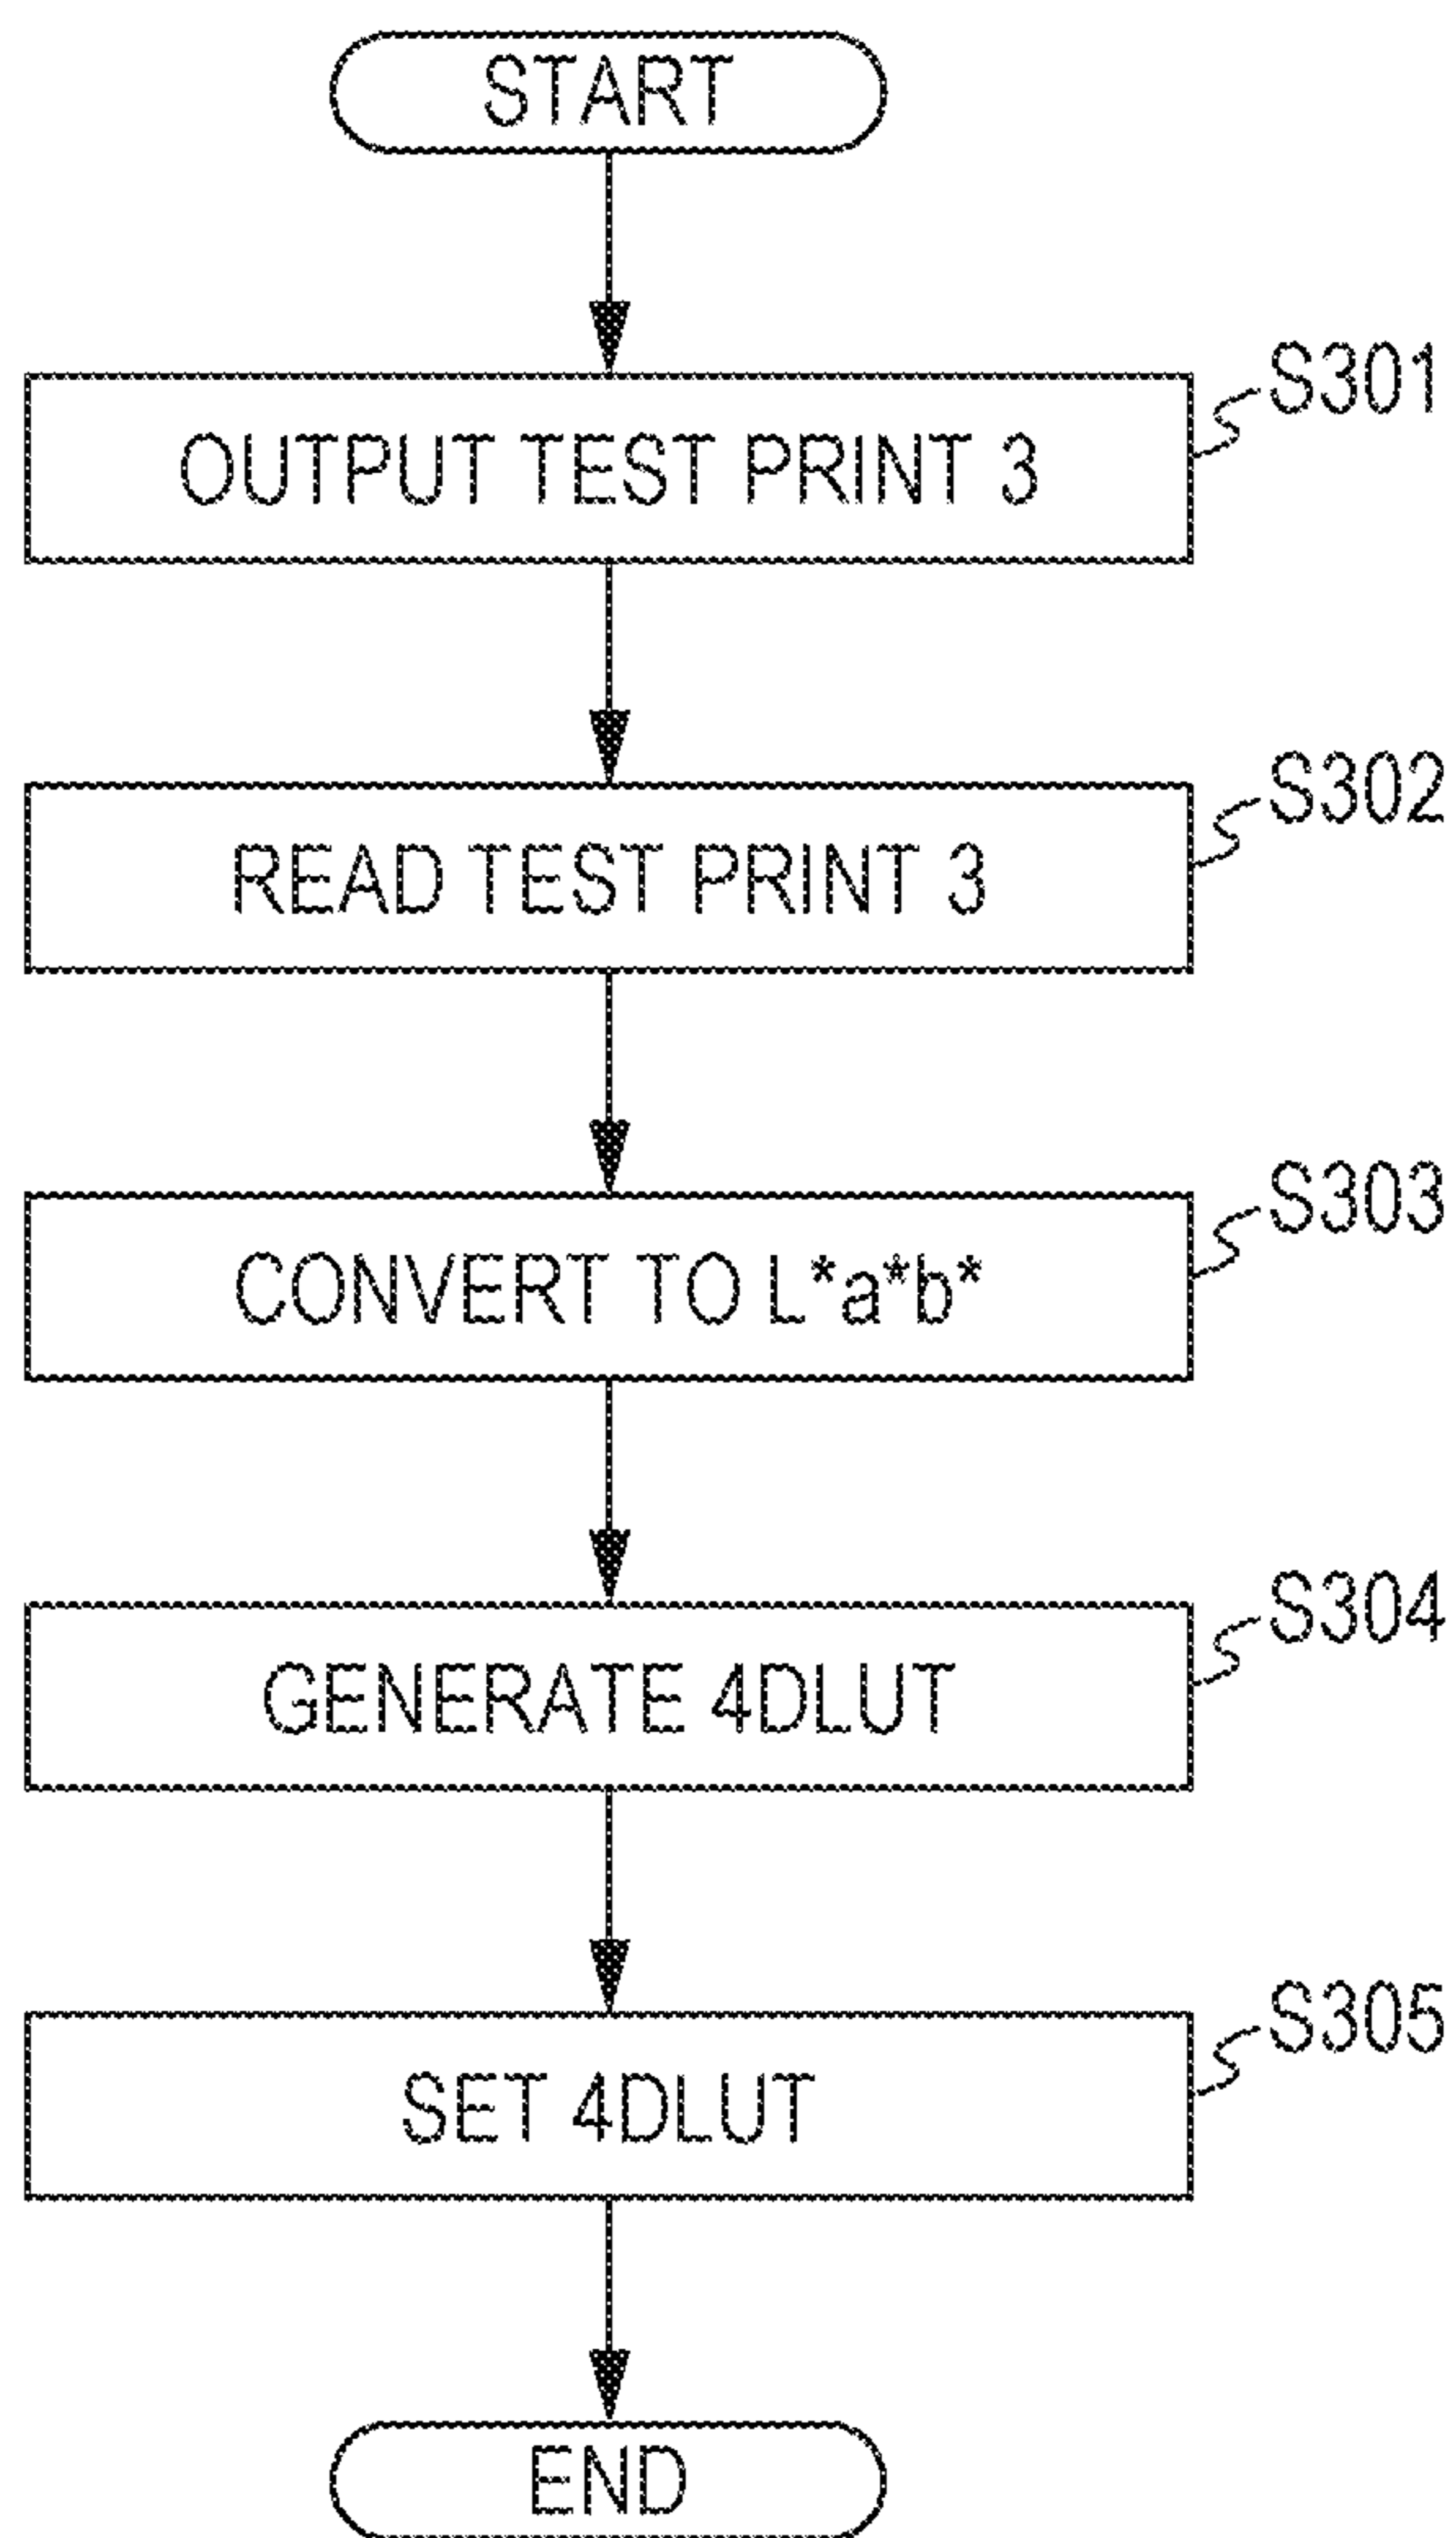 START
S301
OUTPUT TEST PRINT 3
S302
READ TEST PRINT 3
S303
CONVERT TO L*a*b*
S304
GENERATE 4DLUT
S305
SET 4DLUT
END